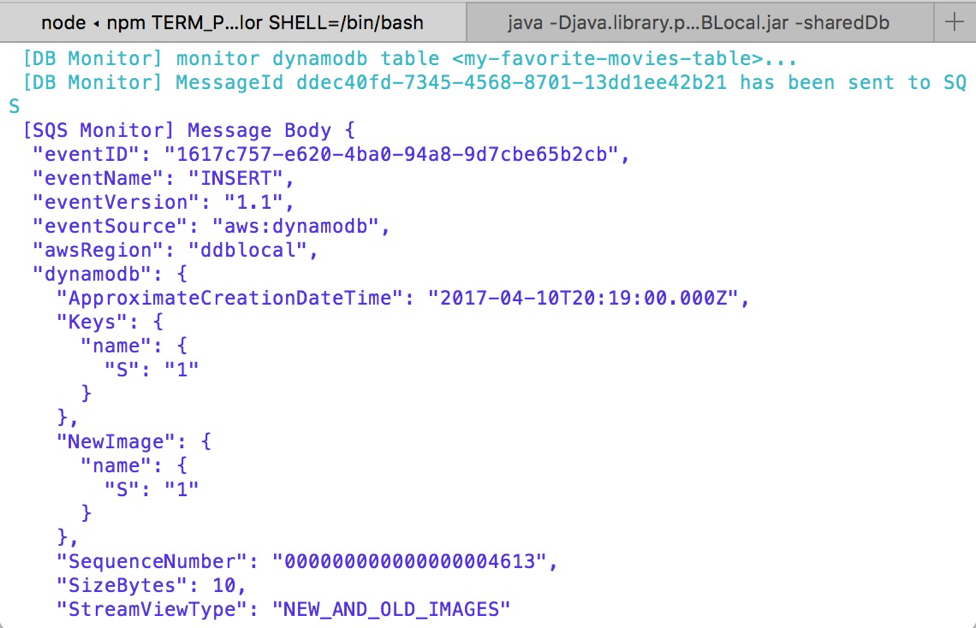 node ◂ npm TERM_P...lor SHELL=/bin/bash
java -Djava.library.p...BLocal.jar -sharedDb
[DB Monitor] monitor dynamodb table <my-favorite-movies-table>...
[DB Monitor] MessageId ddec40fd-7345-4568-8701-13dd1ee42b21 has been sent to SQ
S
[SQS Monitor] Message Body {
"eventID": "1617c757-e620-4ba0-94a8-9d7cbe65b2cb",
"eventName": "INSERT",
"eventVersion": "1.1",
"eventSource": "aws:dynamodb",
"awsRegion": "ddblocal",
"dynamodb": {
"ApproximateCreationDateTime": "2017-04-10T20:19:00.000Z",
"Keys": {
"name": {
"S": "1"
}
},
"NewImage": {
"name": {
"S": "1"
}
},
"SequenceNumber": "000000000000000004613",
"SizeBytes": 10,
"StreamViewType": "NEW_AND_OLD_IMAGES"